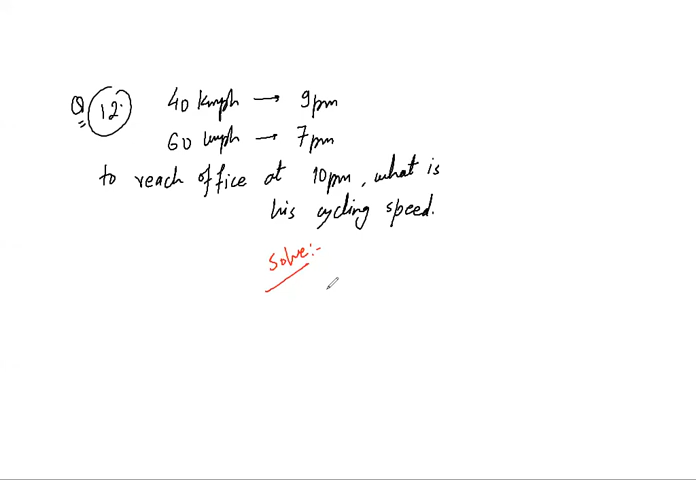 Q 12. 40 kmph → 9pm
60 kmph → 7pm
to reach office at 10pm, what is
his cycling speed.
Solve:-